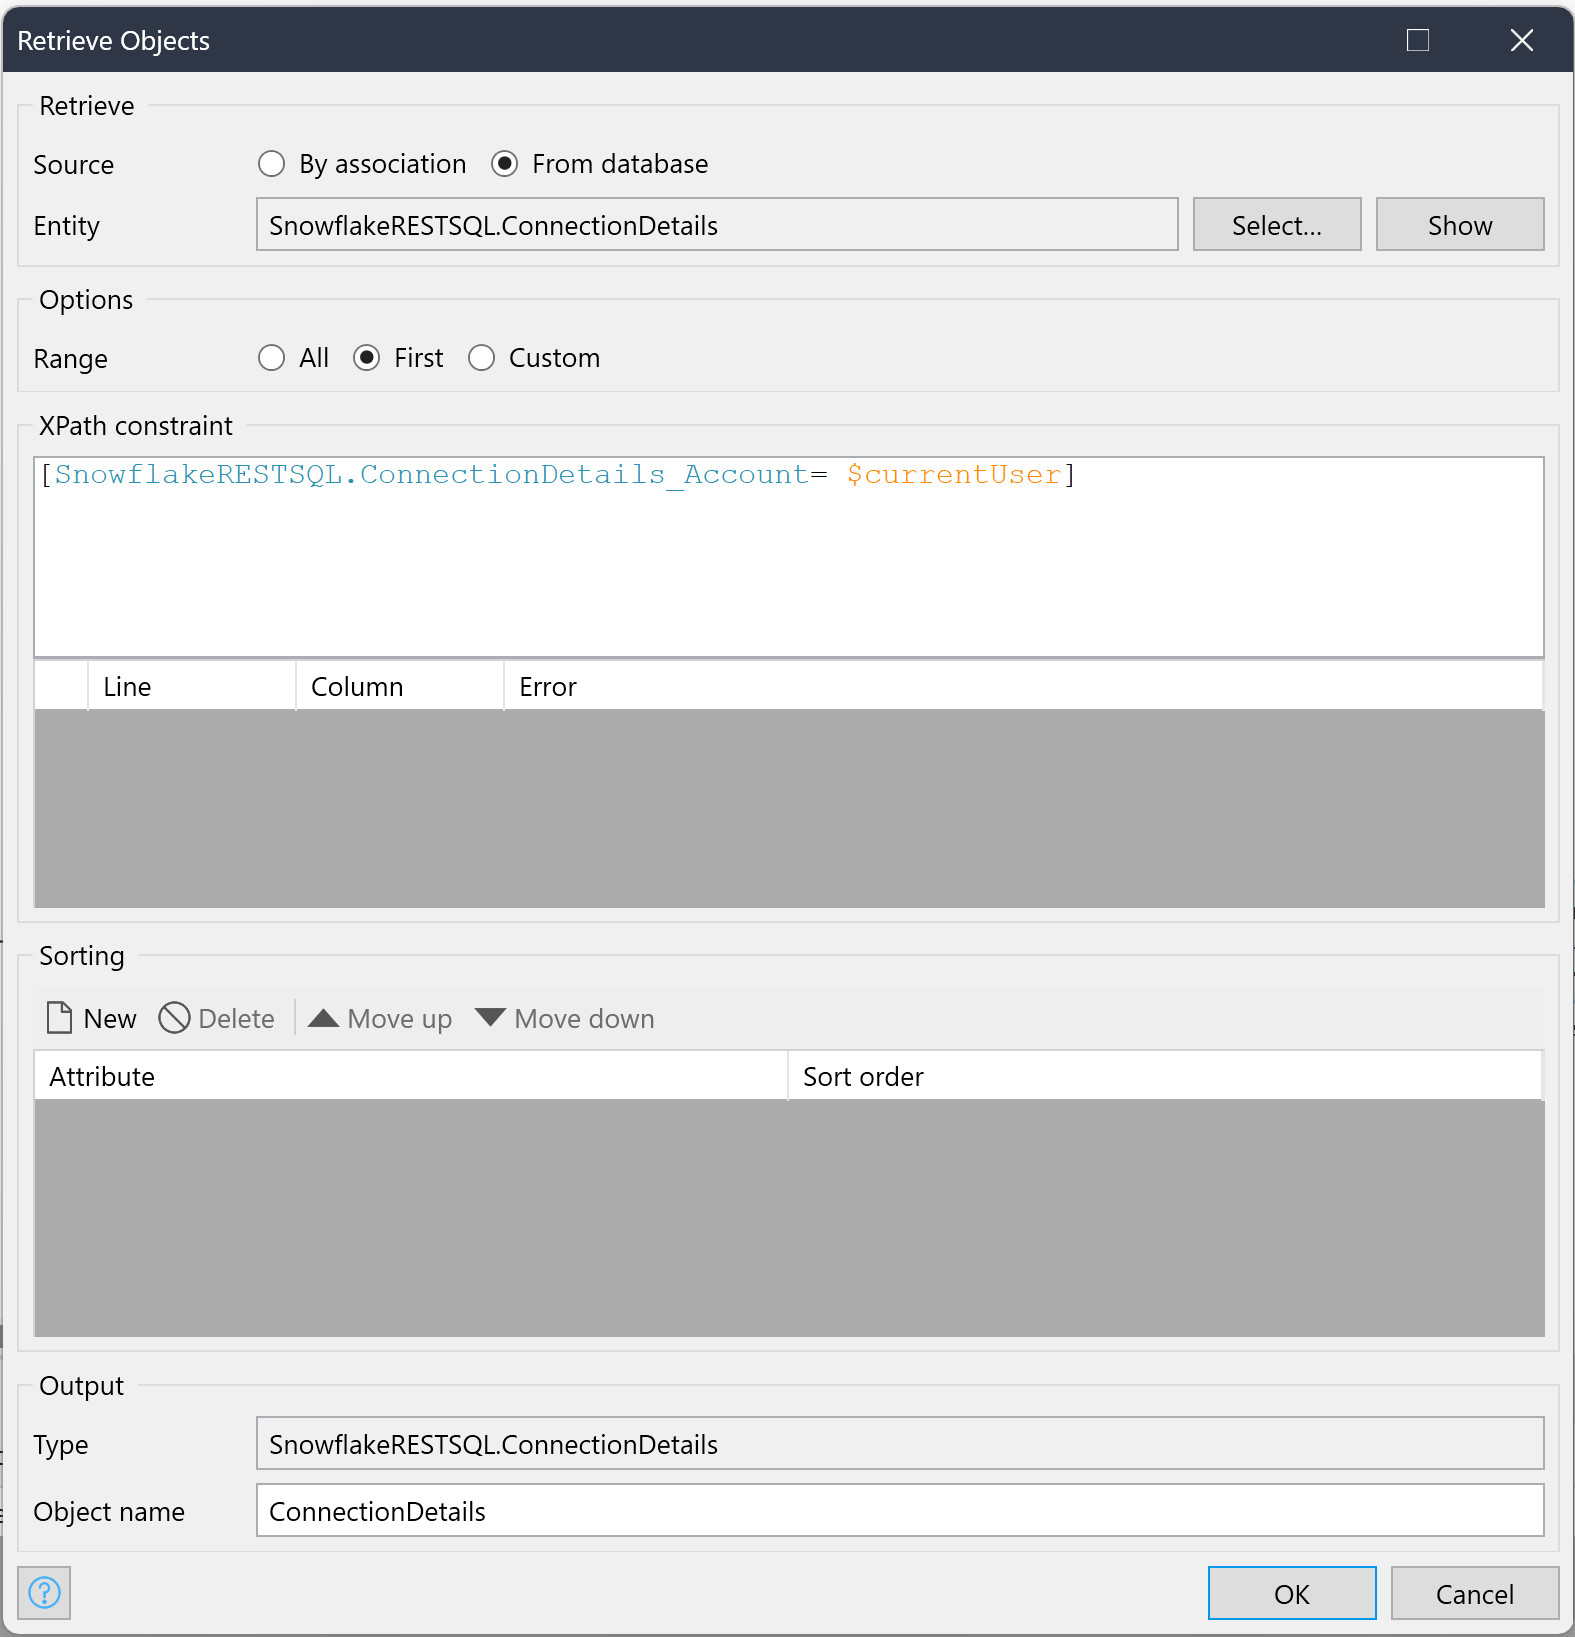 Retrieve Objects
Retrieve
Source By association From database
Entity SnowflakeRESTSQL.ConnectionDetails Select... Show
Options
Range All First Custom
XPath constraint
[SnowflakeRESTSQL.ConnectionDetails_Account= $currentUser]
Line Column Error
Sorting
New Delete Move up Move down
Attribute Sort order
Output
Type SnowflakeRESTSQL.ConnectionDetails
Object name ConnectionDetails
? OK Cancel